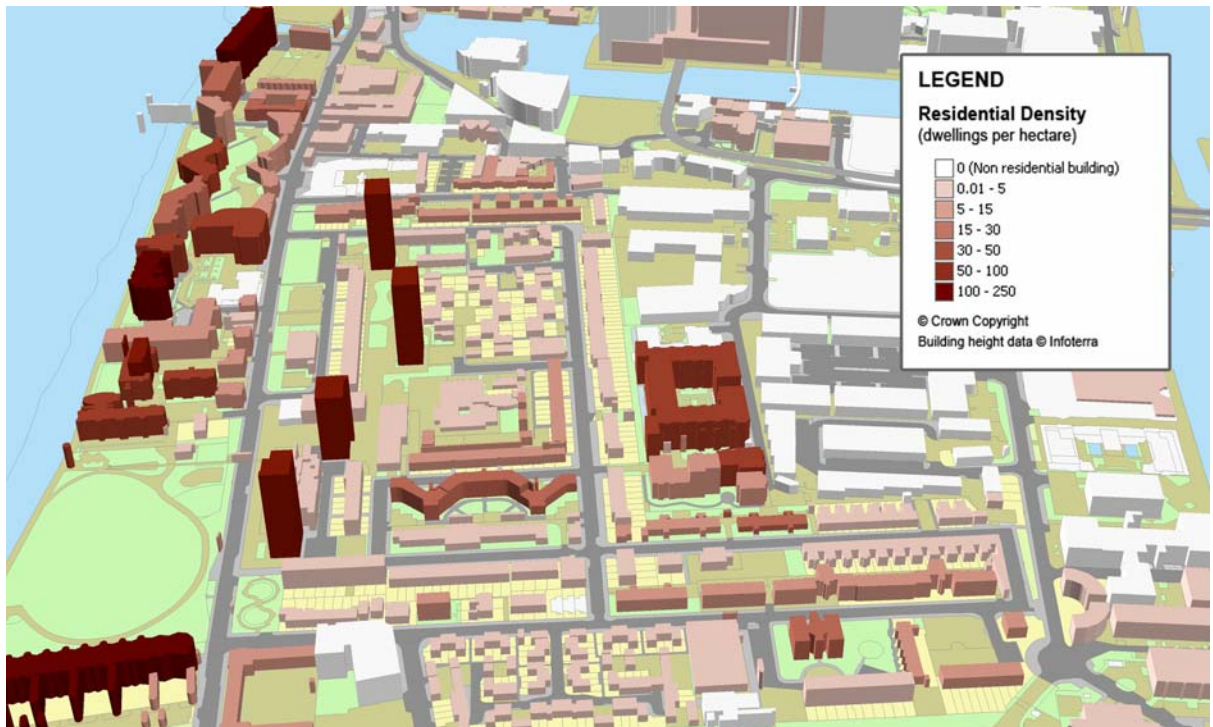 LEGEND
Residential Density
(dwellings per hectare)
0 (Non residential building)
0.01 - 5
5 - 15
15 - 30
30 - 50
50 - 100
100 - 250
© Crown Copyright
Building height data © Infoterra